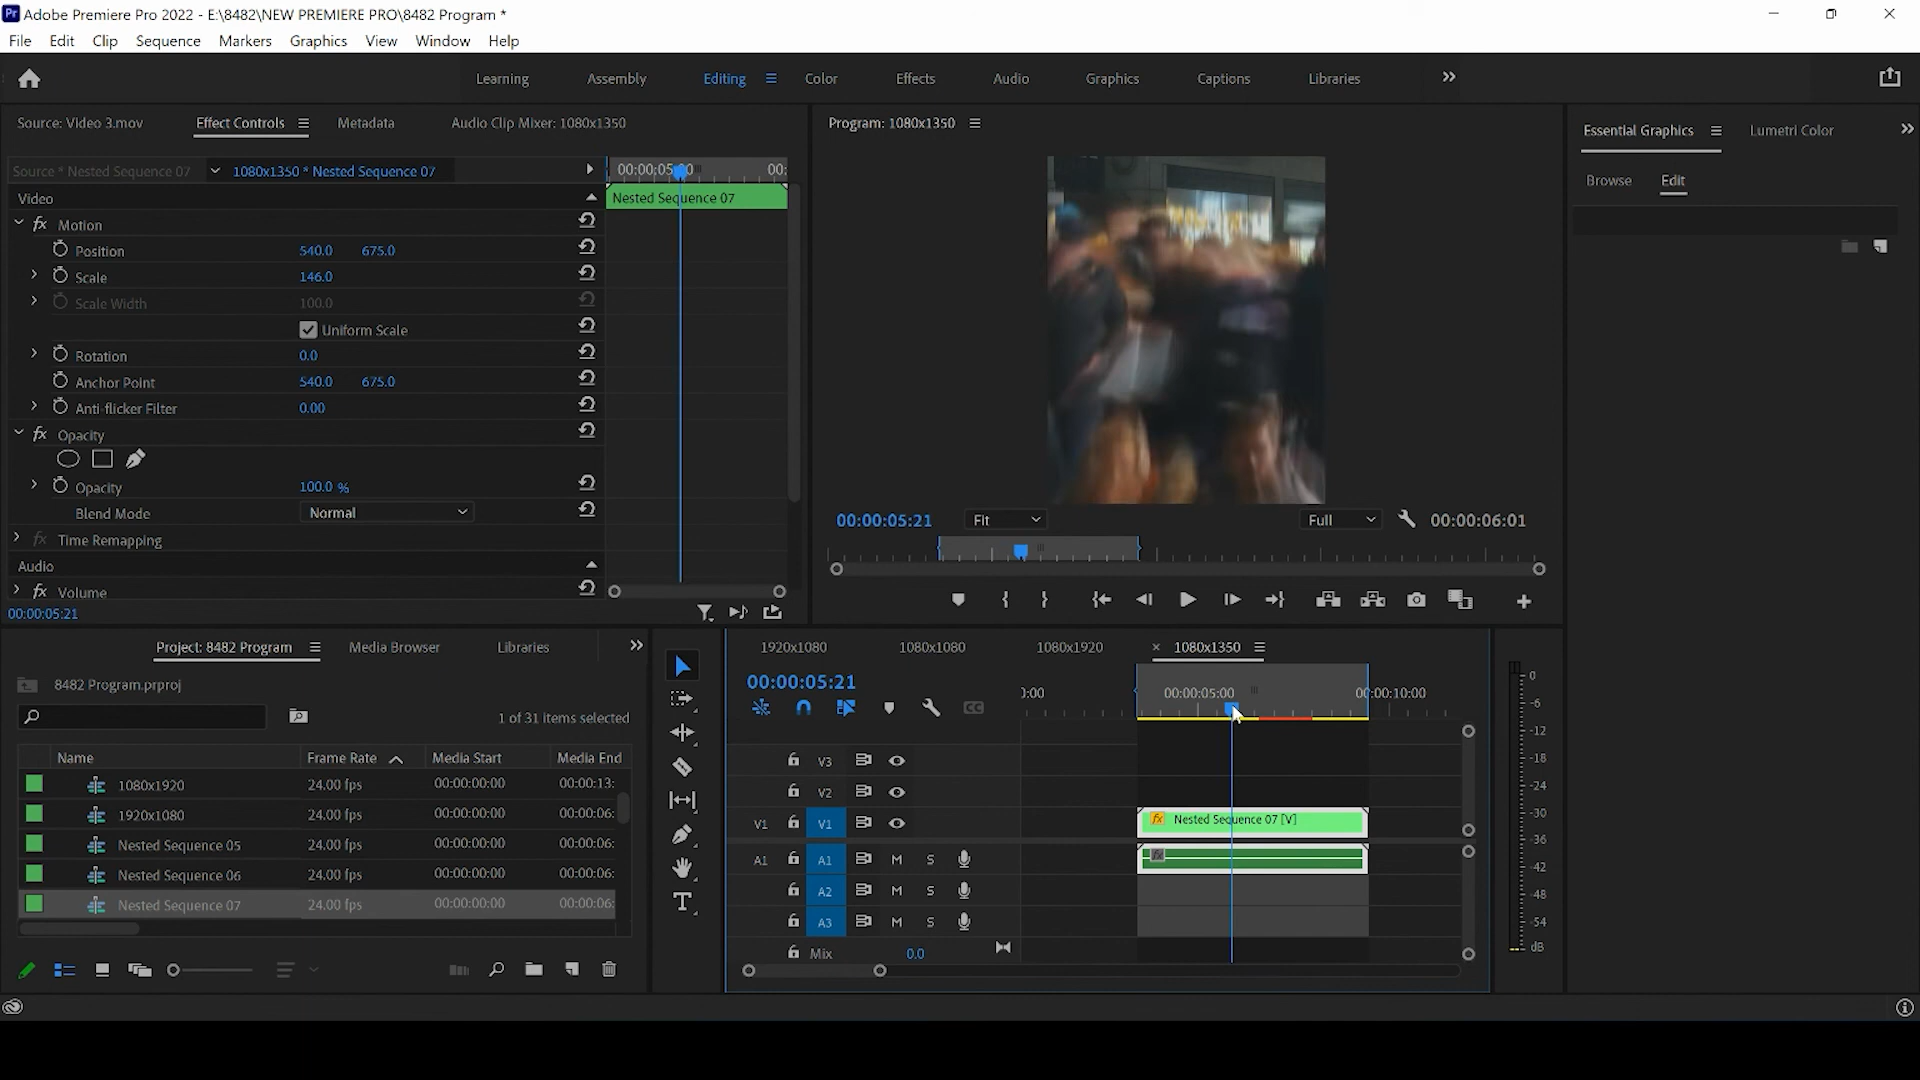 Pr Adobe Premiere Pro 2022 - E:\8482\NEW PREMIERE PRO\8482 Program *
File Edit Clip Sequence Markers Graphics View Window Help
Learning Assembly Editing Color Effects Audio Graphics Captions Libraries
Source: Video 3.mov Effect Controls Metadata Audio Clip Mixer: 1080x1350
Source * Nested Sequence 07 1080x1350 * Nested Sequence 07 00:00:05:00 00:
Video Nested Sequence 07
fx Motion
Position 540.0 675.0
Scale 146.0
Scale Width 100.0
Uniform Scale
Rotation 0.0
Anchor Point 540.0 675.0
Anti-flicker Filter 0.00
fx Opacity
Opacity 100.0 %
Blend Mode Normal
fx Time Remapping
Audio
fx Volume
00:00:05:21
Program: 1080x1350
00:00:05:21 Fit Full 00:00:06:01
Essential Graphics Lumetri Color
Browse Edit
Project: 8482 Program Media Browser Libraries
8482 Program.prproj
1 of 31 items selected
Name Frame Rate Media Start Media End
1080x1920 24.00 fps 00:00:00:00 00:00:13:
1920x1080 24.00 fps 00:00:00:00 00:00:06:
Nested Sequence 05 24.00 fps 00:00:00:00 00:00:06:
Nested Sequence 06 24.00 fps 00:00:00:00 00:00:06:
Nested Sequence 07 24.00 fps 00:00:00:00 00:00:06:
T
1920x1080 1080x1080 1080x1920 × 1080x1350
00:00:05:21 :00 00:00:05:00 00:00:10:00
CC
V3
V2
V1 V1 fx Nested Sequence 07 [V]
A1 A1 M S fx
A2 M S
A3 M S
Mix 0.0
0
-6
-12
-18
-24
-30
-36
-42
-48
-54
dB